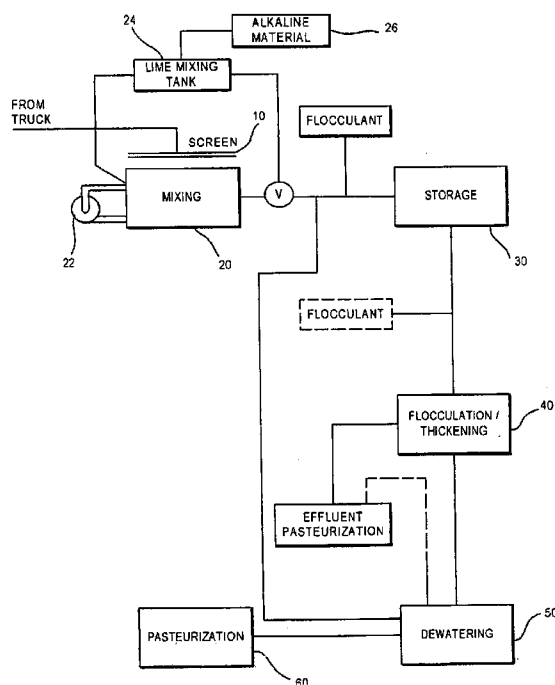 24
ALKALINE
MATERIAL
26
LIME MIXING
TANK
FROM
TRUCK
10
SCREEN
FLOCCULANT
MIXING
V
STORAGE
22
20
30
FLOCCULANT
40
FLOCCULATION /
THICKENING
EFFLUENT
PASTEURIZATION
50
PASTEURIZATION
DEWATERING
60